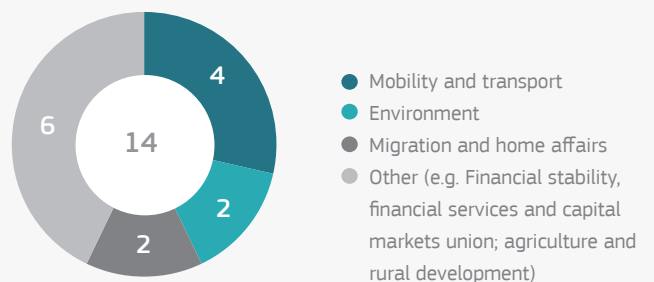 4
6
14
2
2
Mobility and transport
Environment
Migration and home affairs
Other (e.g. Financial stability,
financial services and capital
markets union; agriculture and
rural development)